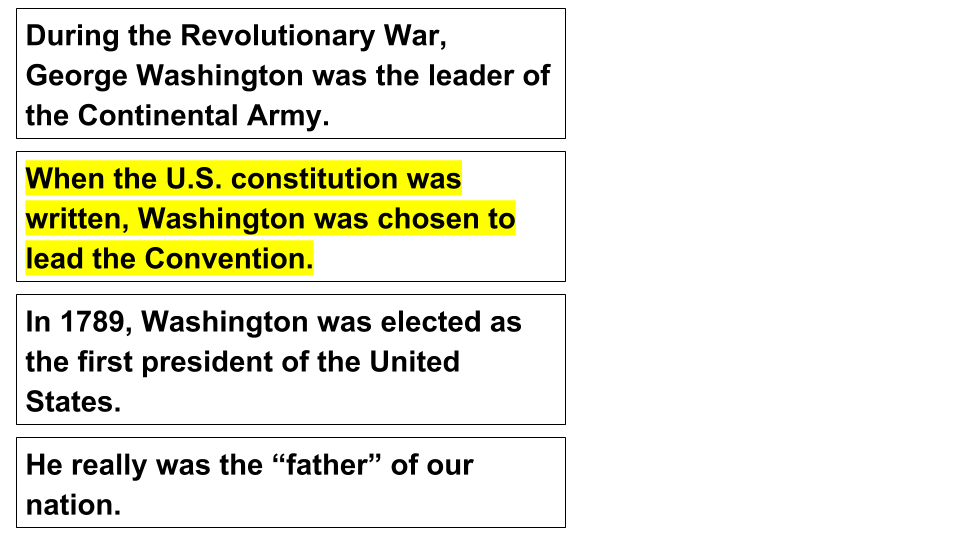 During the Revolutionary War,
George Washington was the leader of
the Continental Army.
When the U.S. constitution was
written, Washington was chosen to
lead the Convention.
In 1789, Washington was elected as
the first president of the United
States.
He really was the “father” of our
nation.